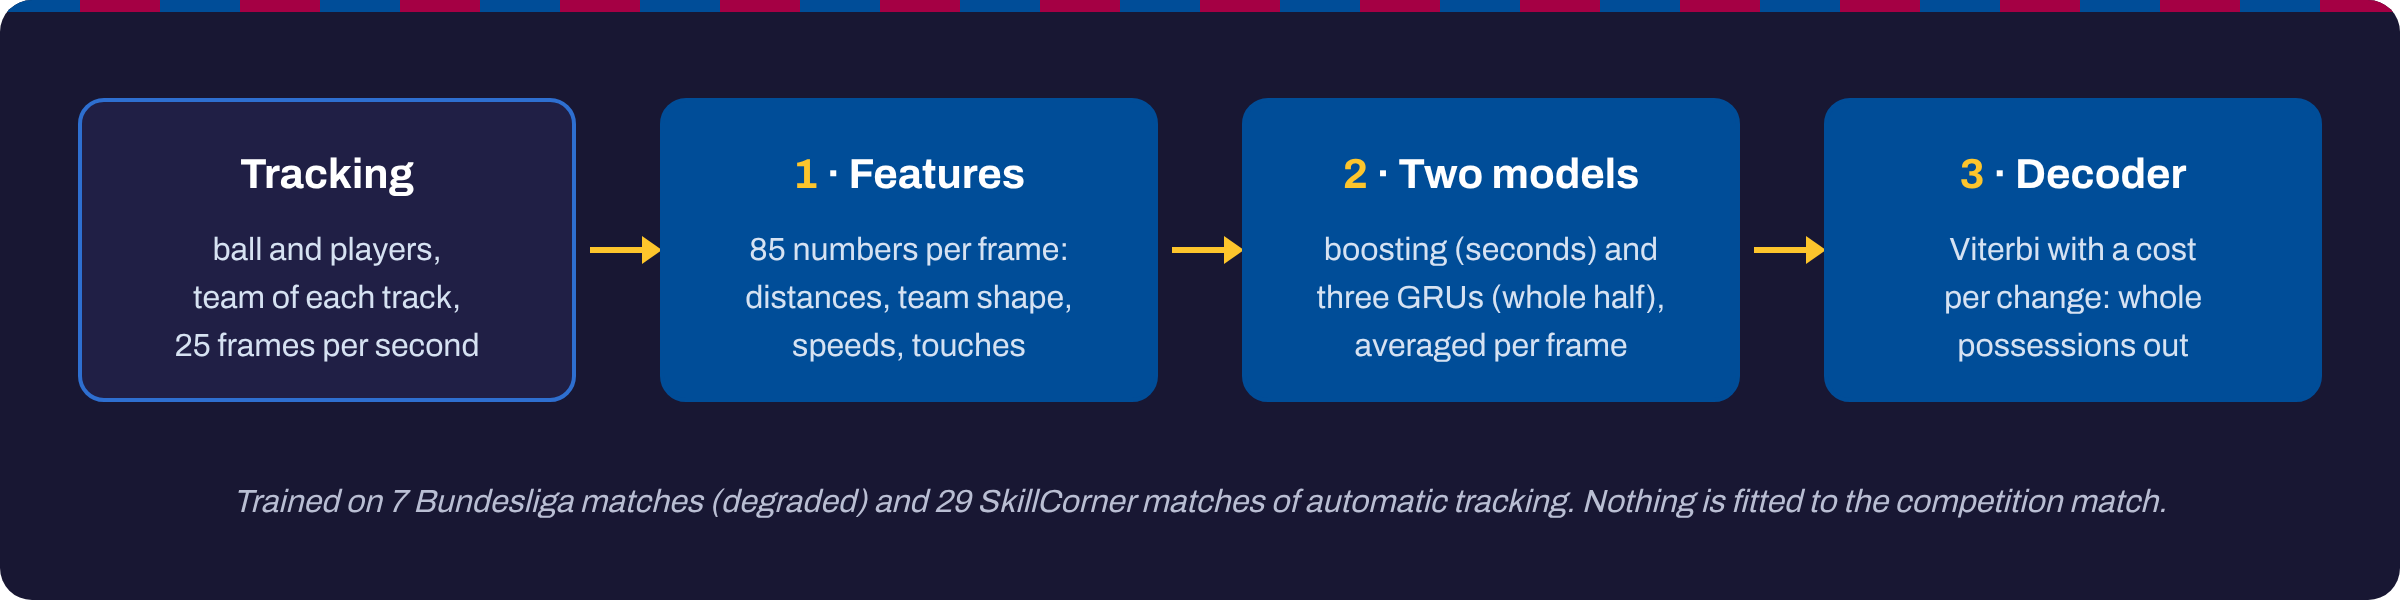 Tracking
ball and players,
team of each track,
25 frames per second
1 · Features
85 numbers per frame:
distances, team shape,
speeds, touches
2 · Two models
boosting (seconds) and
three GRUs (whole half),
averaged per frame
3 · Decoder
Viterbi with a cost
per change: whole
possessions out
Trained on 7 Bundesliga matches (degraded) and 29 SkillCorner matches of automatic tracking. Nothing is fitted to the competition match.